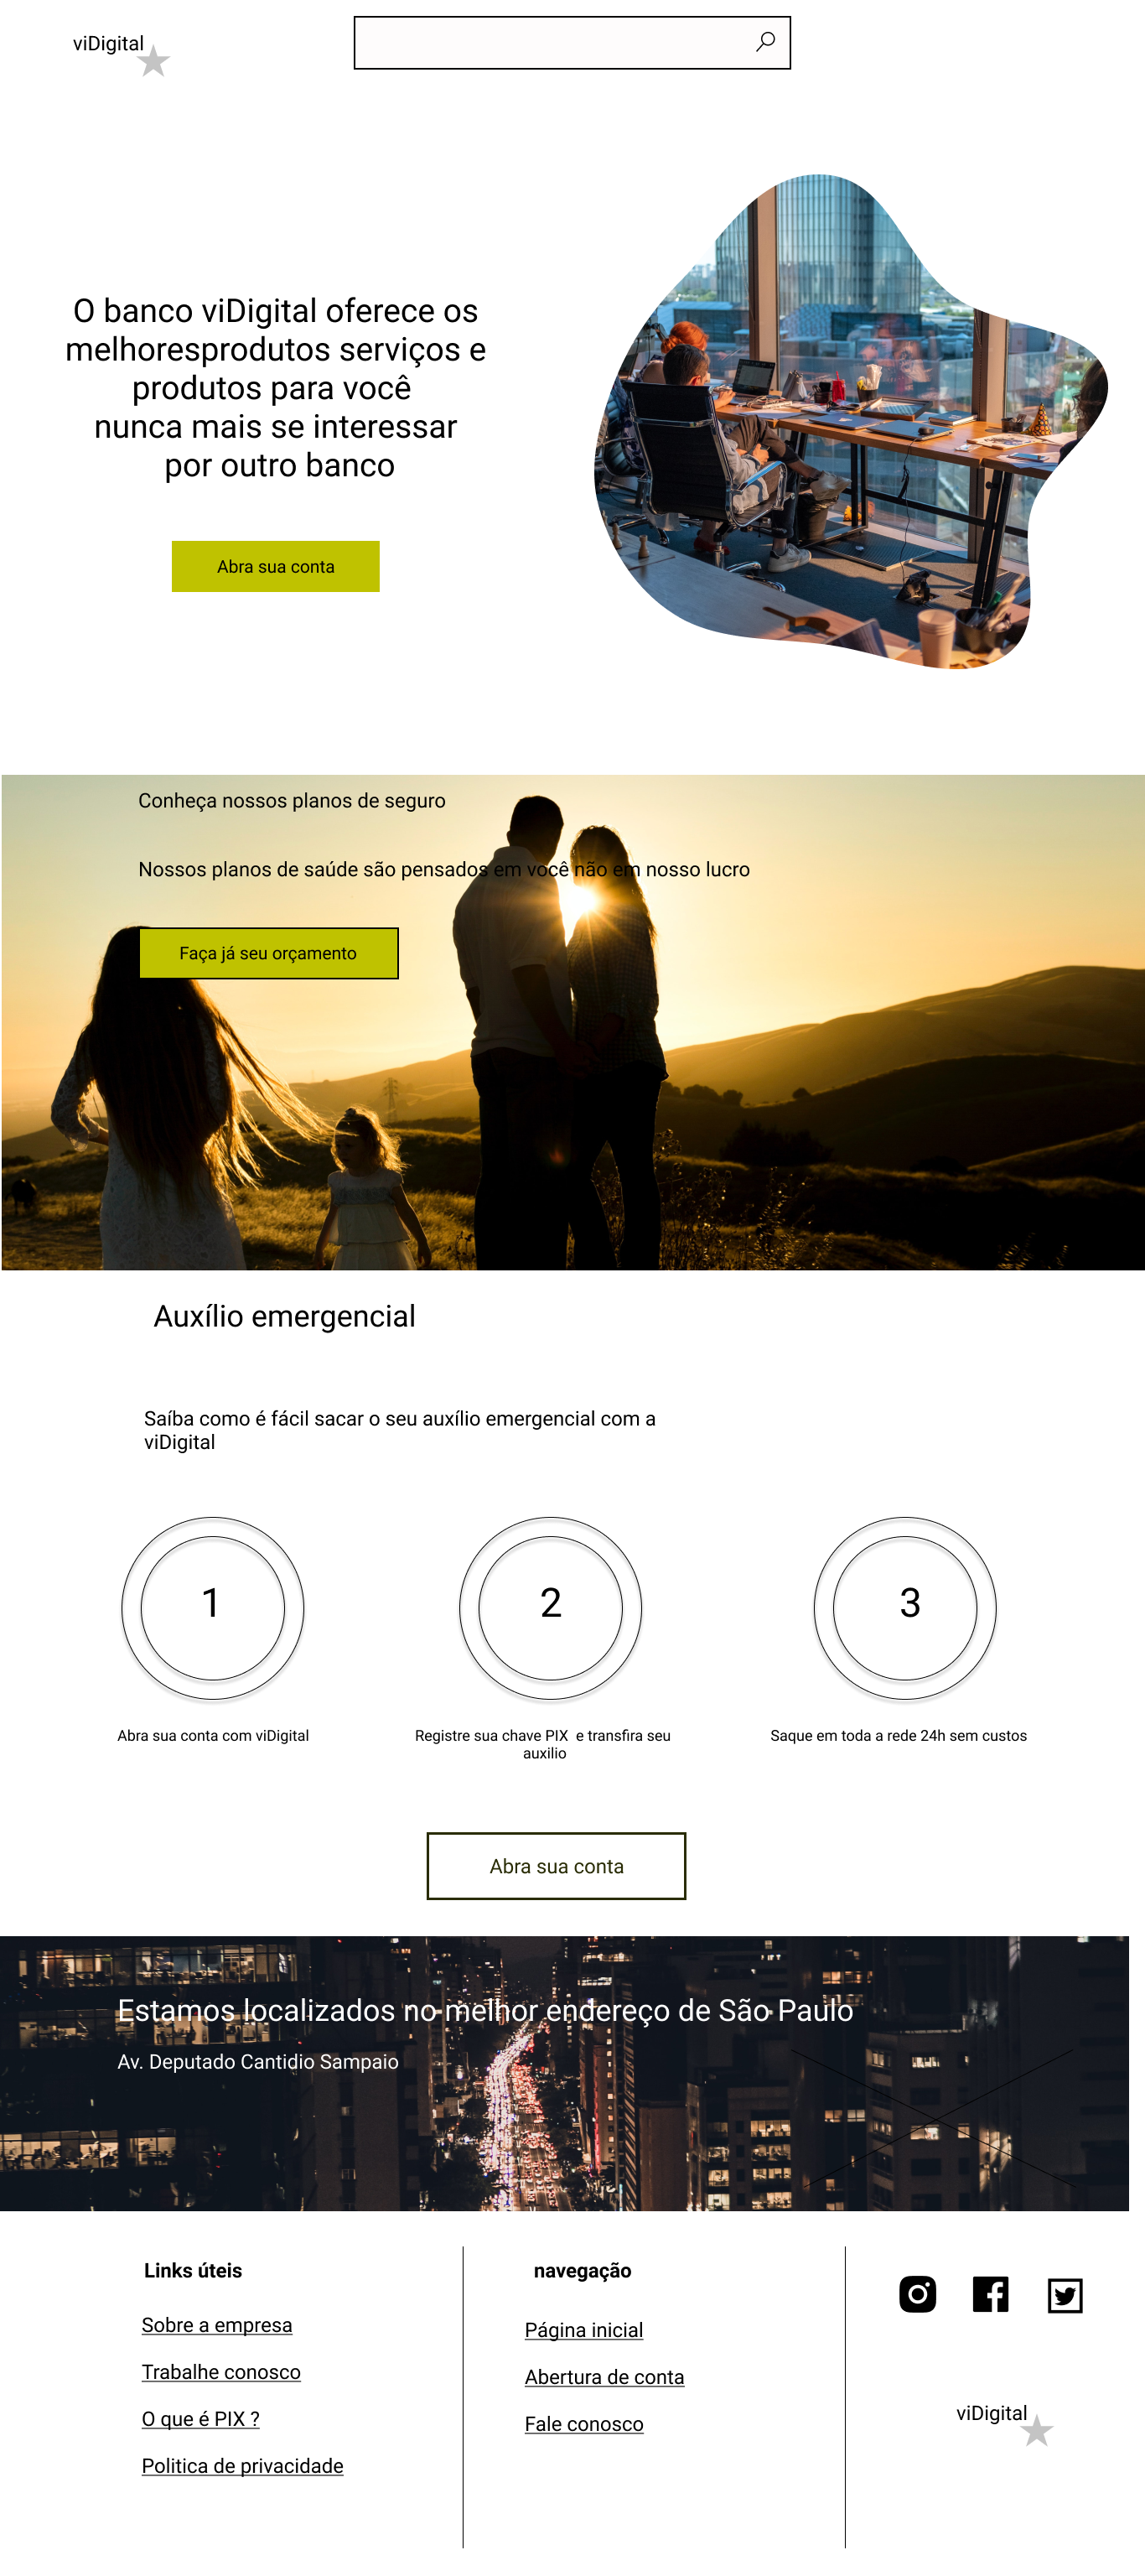 viDigital
O banco viDigital oferece os
melhoresprodutos serviços e
produtos para você
nunca mais se interessar
por outro banco
Abra sua conta
Conheça nossos planos de seguro
Nossos planos de saúde são pensados em você não em nosso lucro
Faça já seu orçamento
Auxílio emergencial
Saíba como é fácil sacar o seu auxílio emergencial com a
viDigital
1
2
3
Abra sua conta com viDigital
Registre sua chave PIX e transfira seu
auxilio
Saque em toda a rede 24h sem custos
Abra sua conta
Estamos localizados no melhor endereço de São Paulo
Av. Deputado Cantidio Sampaio
Links úteis
Sobre a empresa
Trabalhe conosco
O que é PIX ?
Politica de privacidade
navegação
Página inicial
Abertura de conta
Fale conosco
viDigital